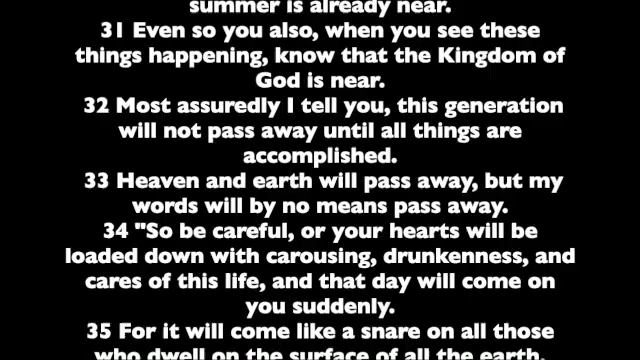 summer is already near.
31 Even so you also, when you see these
things happening, know that the Kingdom of
God is near.
32 Most assuredly I tell you, this generation
will not pass away until all things are
accomplished.
33 Heaven and earth will pass away, but my
words will by no means pass away.
34 "So be careful, or your hearts will be
loaded down with carousing, drunkenness, and
cares of this life, and that day will come on
you suddenly.
35 For it will come like a snare on all those
who dwell on the surface of all the earth.